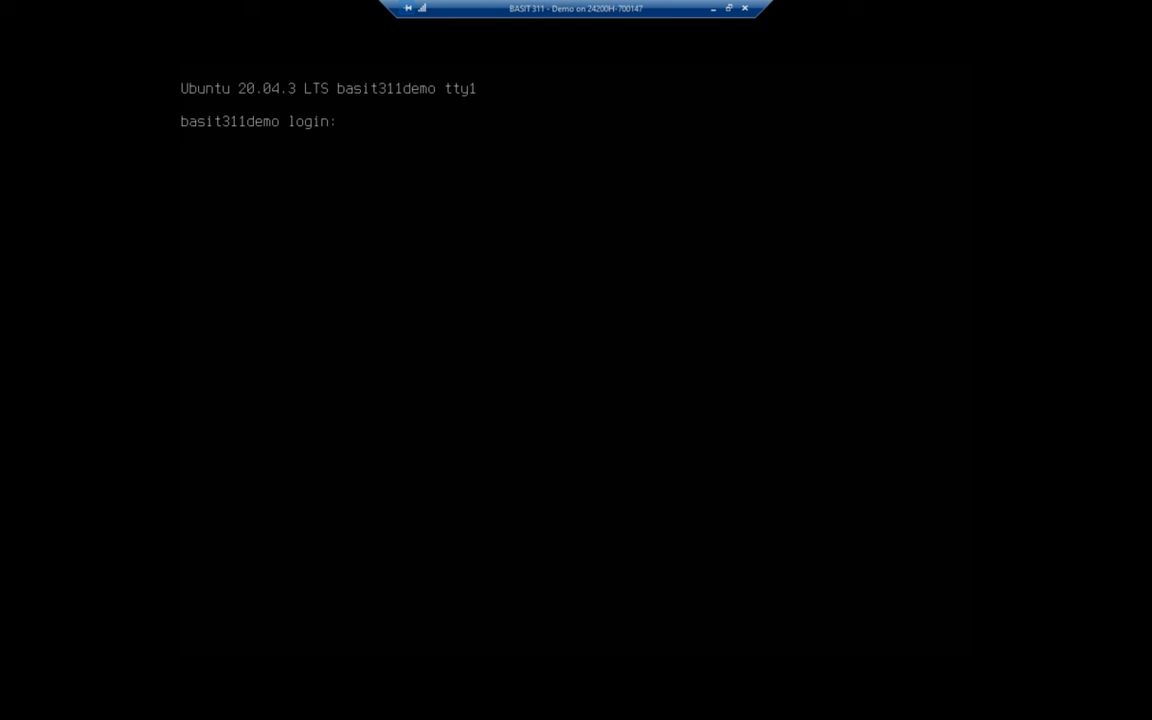 BASIT 311 - Demo on 24200H-700147
Ubuntu 20.04.3 LTS basit311demo tty1
basit311demo login: